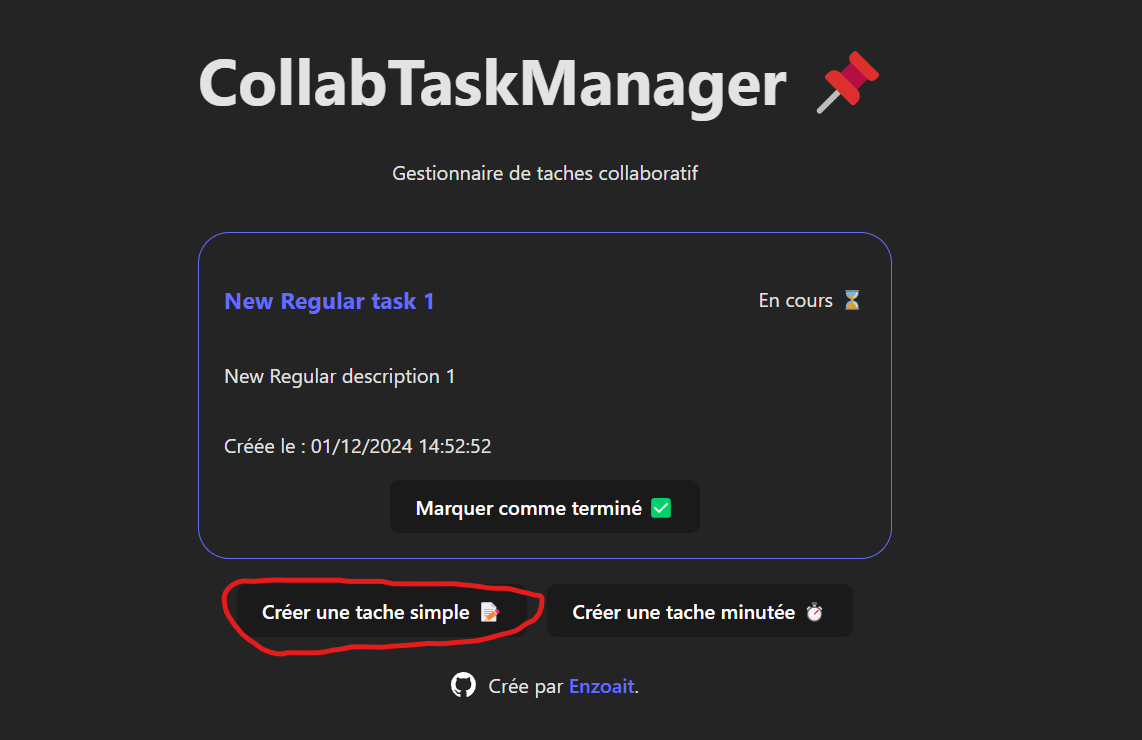 CollabTaskManager 📌
Gestionnaire de taches collaboratif
New Regular task 1
En cours ⏳
New Regular description 1
Créée le : 01/12/2024 14:52:52
Marquer comme terminé ✅
Créer une tache simple 📝
Créer une tache minutée ⏱️
Crée par Enzoait.